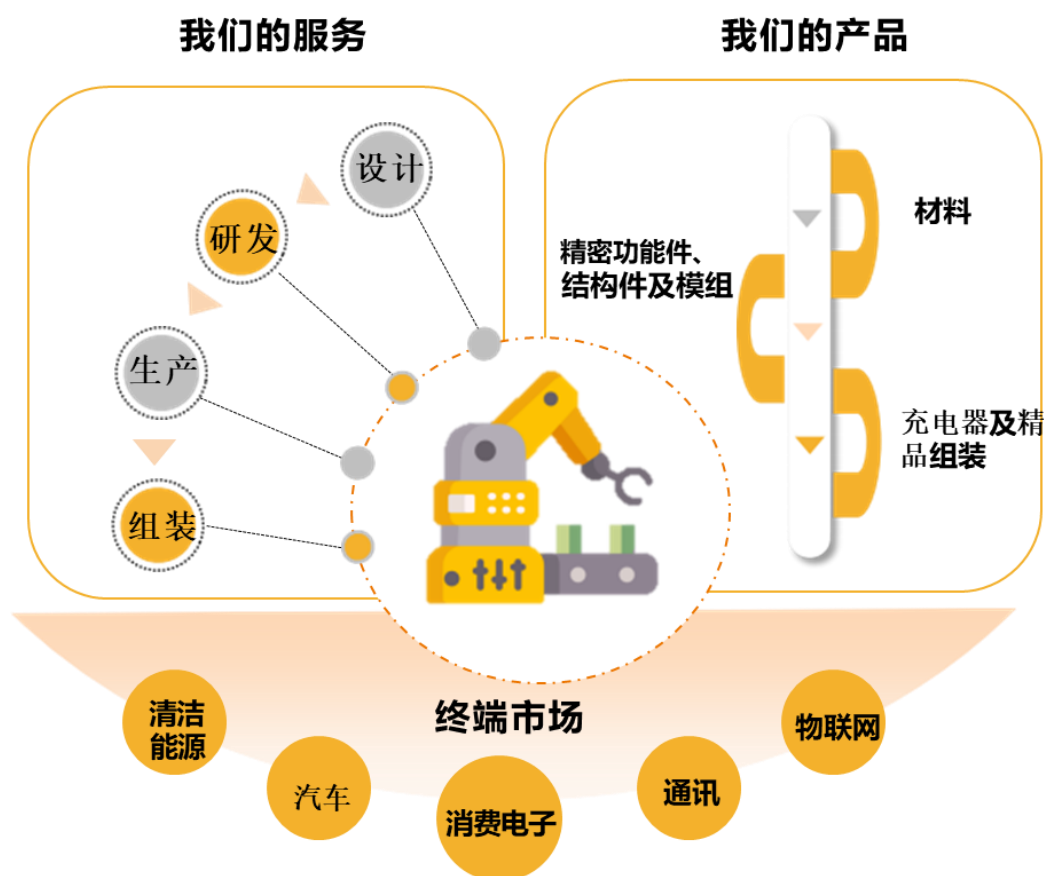 我们的服务
设计
研发
生产
组装
我们的产品
材料
精密功能件、
结构件及模组
充电器及精
品组装
终端市场
清洁
能源
汽车
消费电子
通讯
物联网